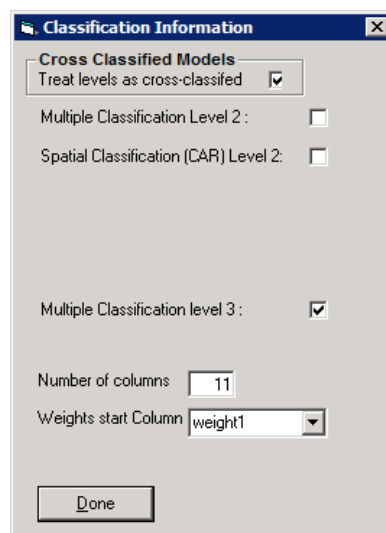 Classification Information
Cross Classified Models
Treat levels as cross-classifed
Multiple Classification Level 2 :
Spatial Classification (CAR) Level 2:
Multiple Classification level 3 :
Number of columns 11
Weights start Column weight1
Done